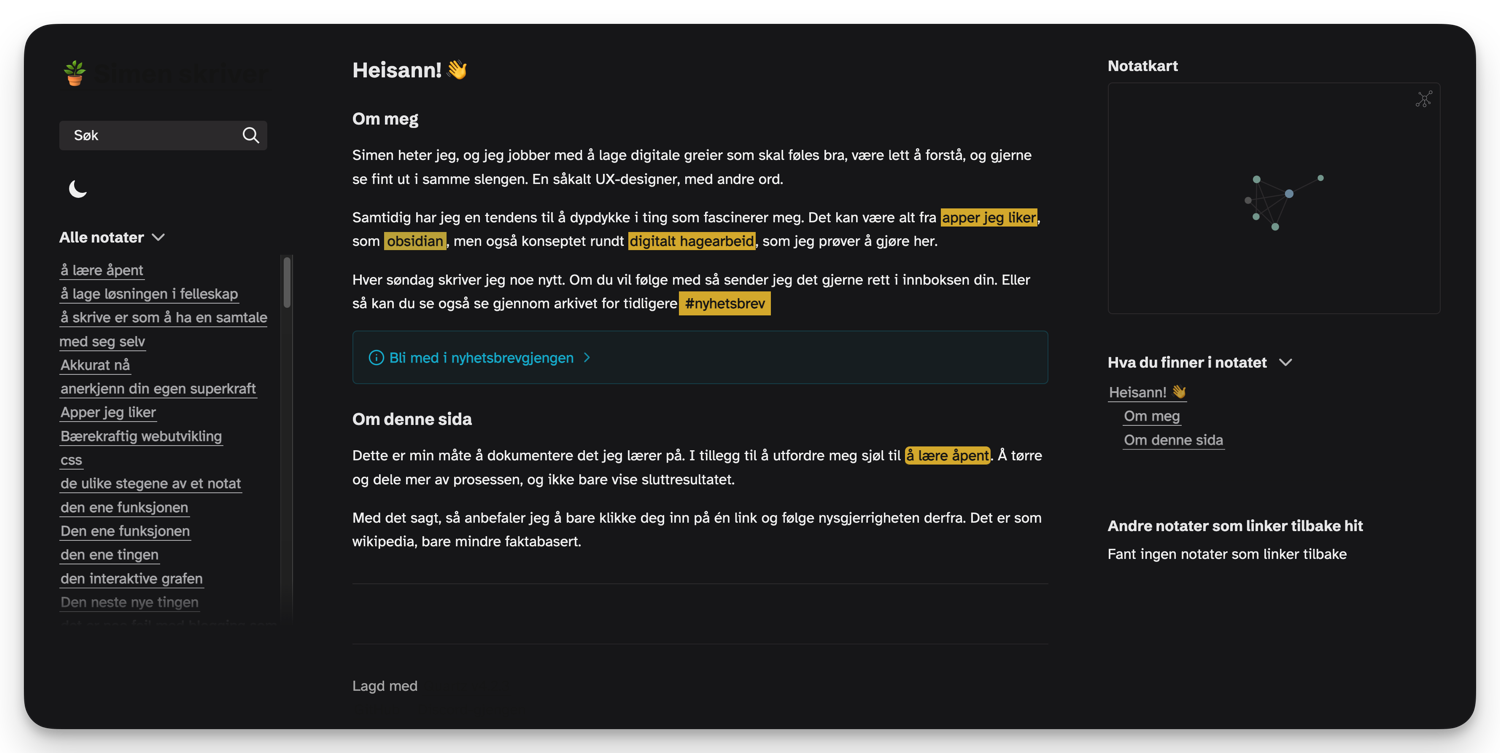 🪴
Søk
Alle notater
å lære åpent
å lage løsningen i felleskap
å skrive er som å ha en samtale
med seg selv
Akkurat nå
anerkjenn din egen superkraft
Apper jeg liker
Bærekraftig webutvikling
css
de ulike stegene av et notat
den ene funksjonen
Den ene funksjonen
den ene tingen
den interaktive grafen
Den neste nye tingen
Heisann! 👋
Om meg
Simen heter jeg, og jeg jobber med å lage digitale greier som skal føles bra, være lett å forstå, og gjerne
se fint ut i samme slengen. En såkalt UX-designer, med andre ord.
Samtidig har jeg en tendens til å dypdykke i ting som fascinerer meg. Det kan være alt fra apper jeg liker,
som obsidian, men også konseptet rundt digitalt hagearbeid, som jeg prøver å gjøre her.
Hver søndag skriver jeg noe nytt. Om du vil følge med så sender jeg det gjerne rett i innboksen din. Eller
så kan du se også se gjennom arkivet for tidligere #nyhetsbrev
Bli med i nyhetsbrevgjengen
Om denne sida
Dette er min måte å dokumentere det jeg lærer på. I tillegg til å utfordre meg sjøl til å lære åpent. Å tørre
og dele mer av prosessen, og ikke bare vise sluttresultatet.
Med det sagt, så anbefaler jeg å bare klikke deg inn på én link og følge nysgjerrigheten derfra. Det er som
wikipedia, bare mindre faktabasert.
Lagd med
Notatkart
Hva du finner i notatet
Heisann! 👋
Om meg
Om denne sida
Andre notater som linker tilbake hit
Fant ingen notater som linker tilbake